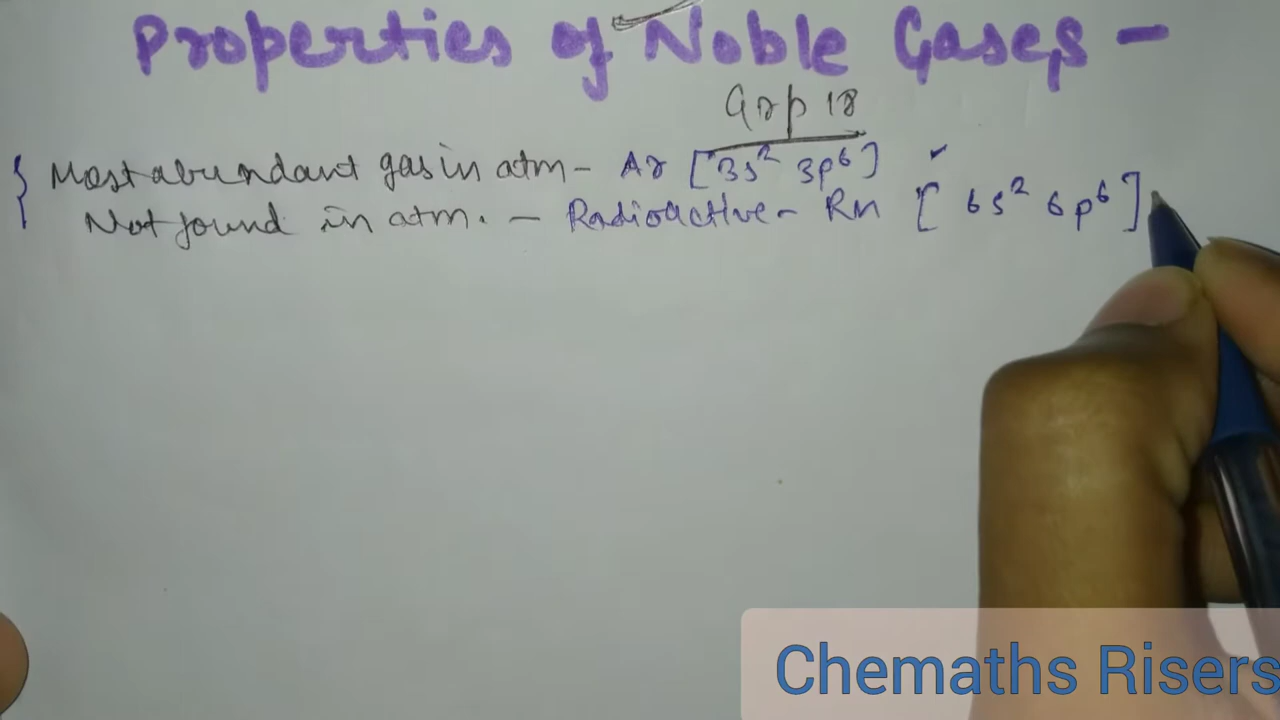 Properties of Noble Gases -
Grp 18
Most abundant gas in atm - Ar [3s² 3p⁶]
Not found in atm. - Radioactive - Rn [6s² 6p⁶]
Chemaths Risers